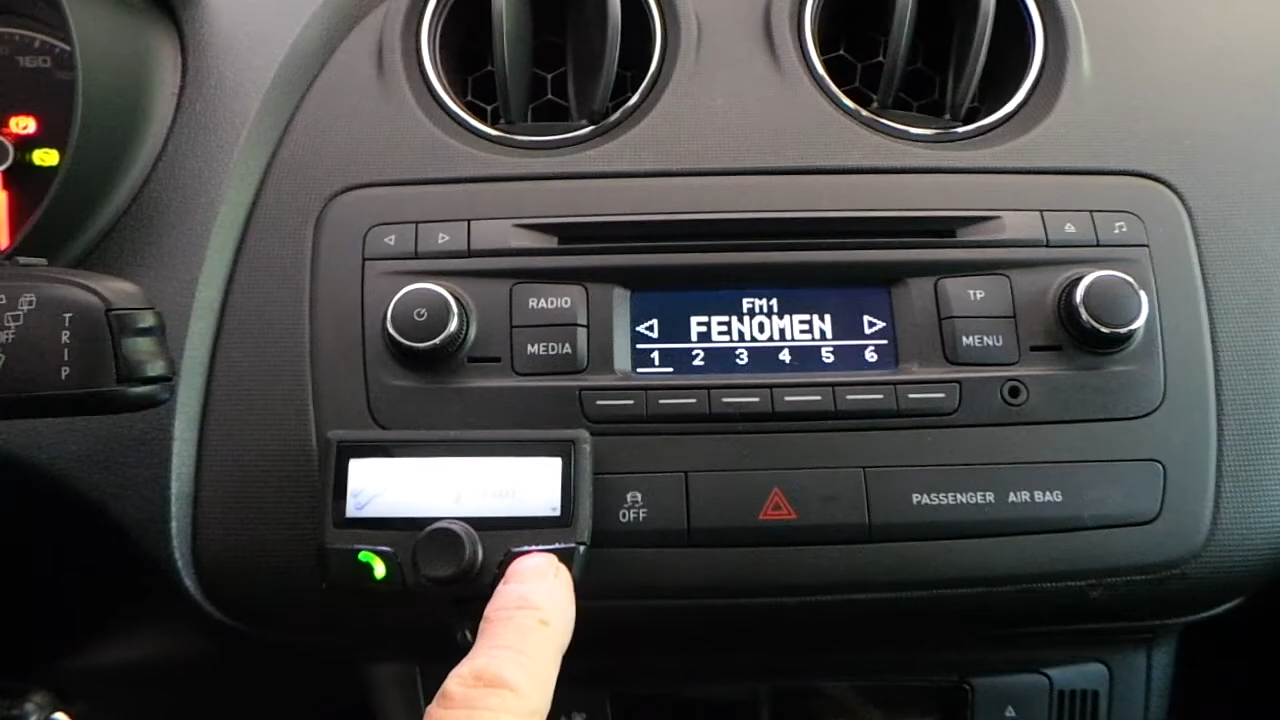 160
OFF
TRIP
RADIO
MEDIA
FM1
FENOMEN
1 2 3 4 5 6
TP
MENU
OFF
PASSENGER AIR BAG